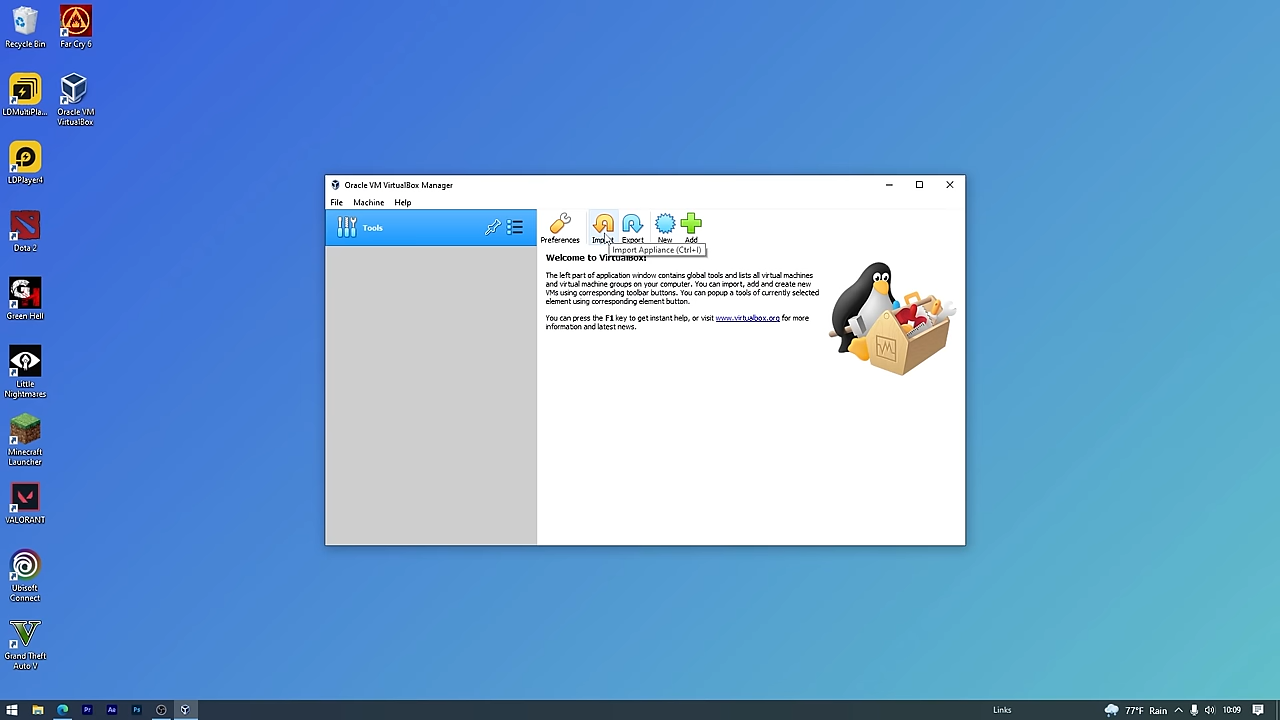 Recycle Bin
Far Cry 6
LDMultiPla...
Oracle VM
VirtualBox
LDPlayer4
Dota 2
Green Hell
Little
Nightmares
Minecraft
Launcher
VALORANT
Ubisoft
Connect
Grand Theft
Auto V
Oracle VM VirtualBox Manager
File Machine Help
Tools
Preferences
Export
New
Add
Import Appliance (Ctrl+I)
Welcome to VirtualBox!
The left part of application window contains global tools and lists all virtual machines
and virtual machine groups on your computer. You can import, add and create new
VMs using corresponding toolbar buttons. You can popup a tools of currently selected
element using corresponding element button.
You can press the F1 key to get instant help, or visit www.virtualbox.org for more
information and latest news.
Pr
Ae
Ps
Links
77°F Rain
10:09